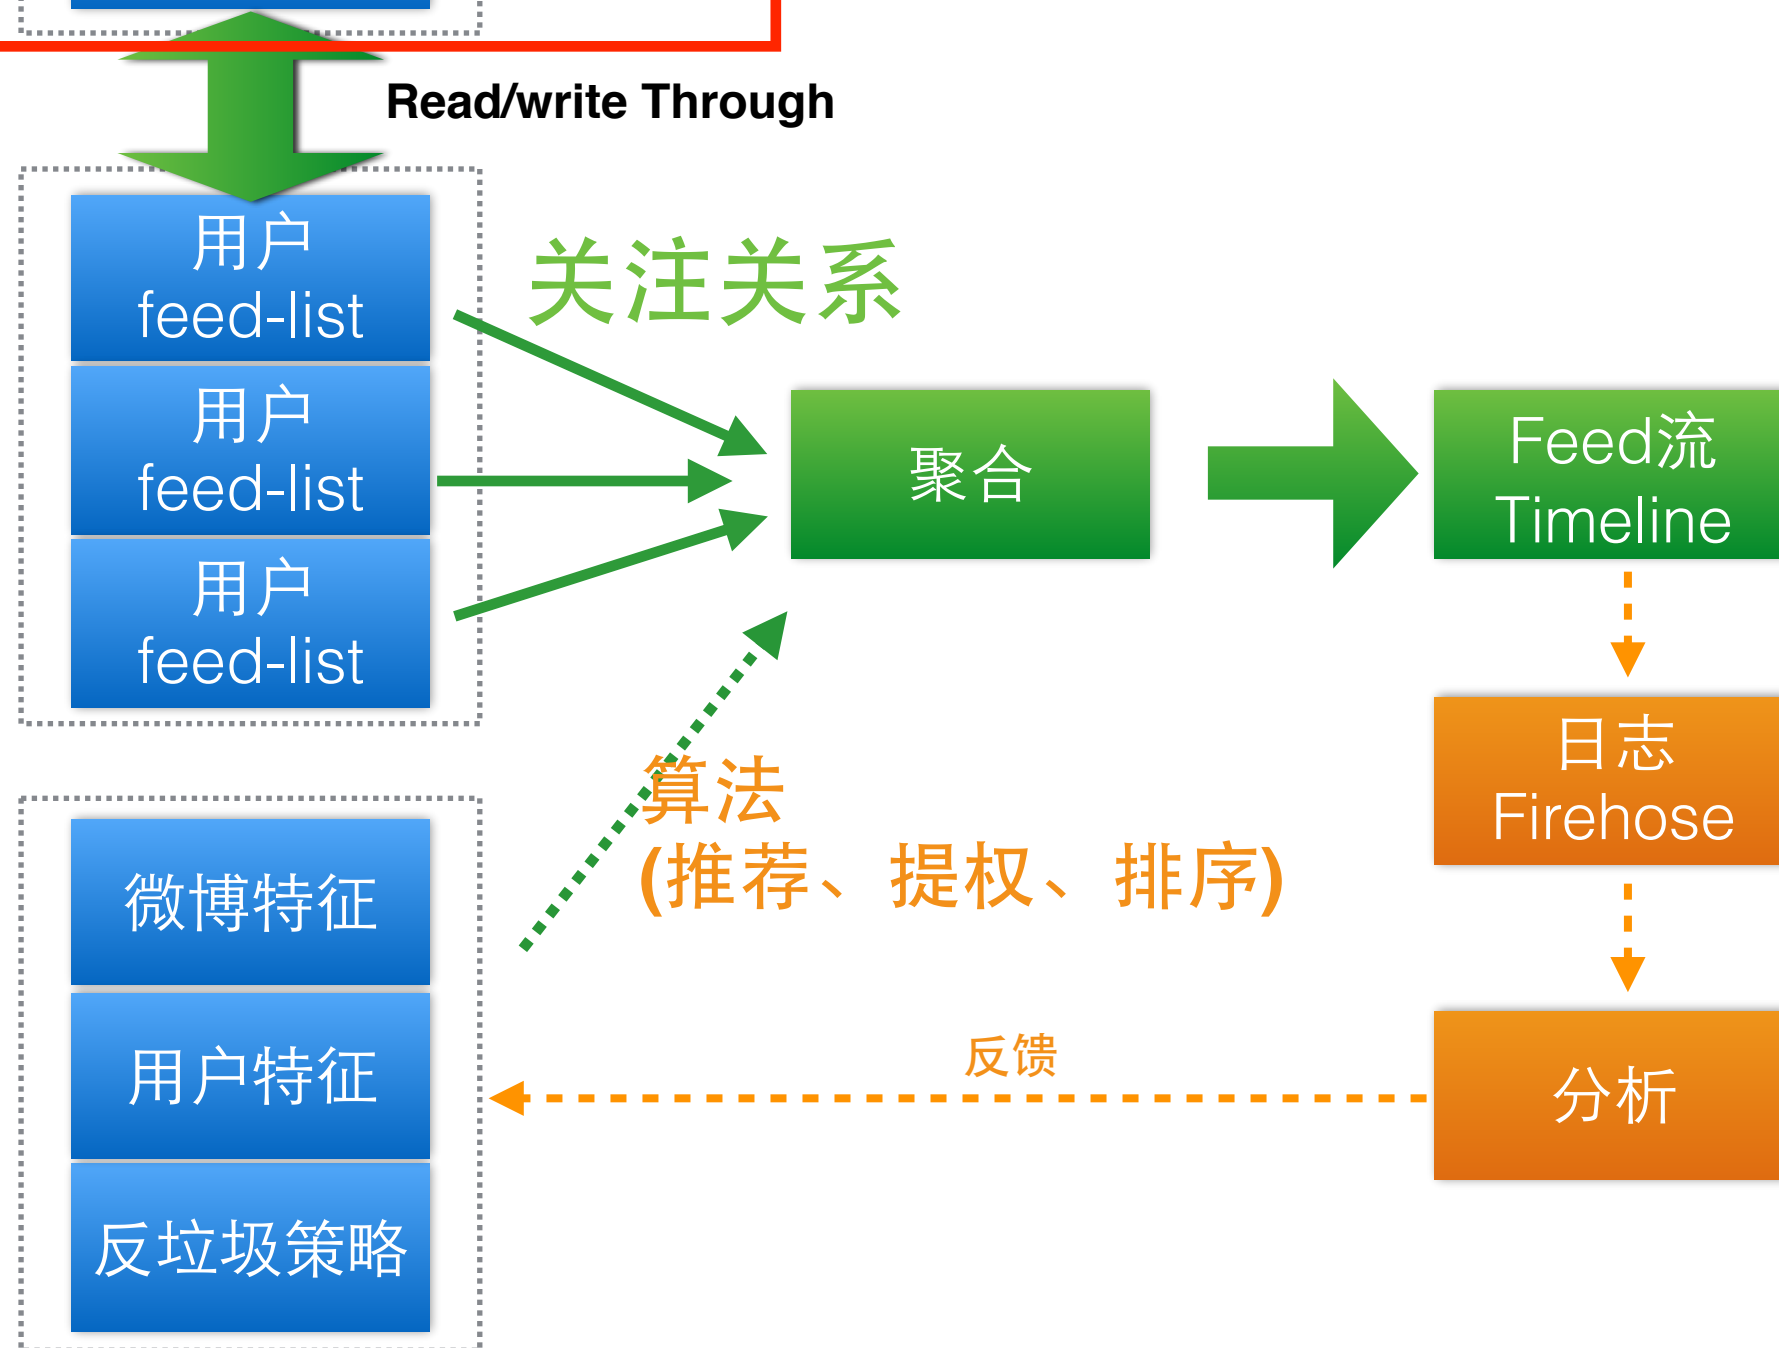 Read/write Through
用户
feed-list
关注关系
用户
feed-list
用户
feed-list
聚合
Feed流
Timeline
日志
Firehose
算法
(推荐、提权、排序)
微博特征
用户特征
反垃圾策略
反馈
分析